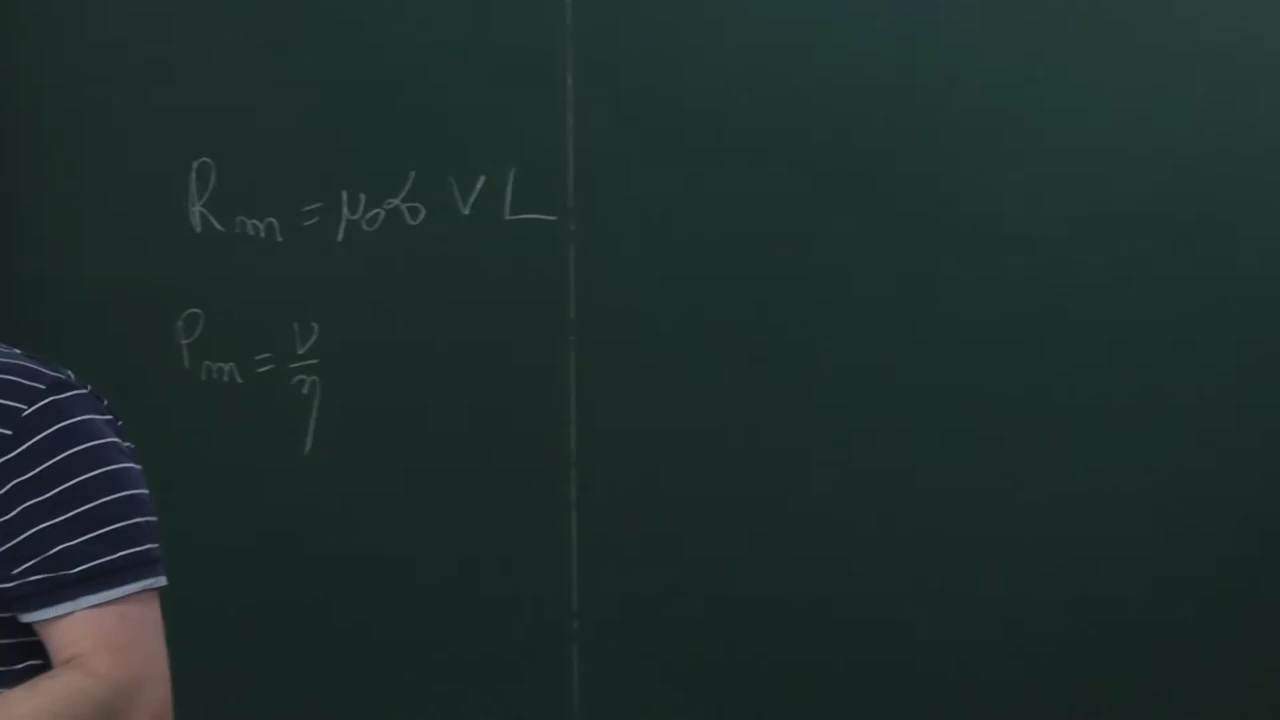 Rm = μ₀σ V L
Pm = ν/η